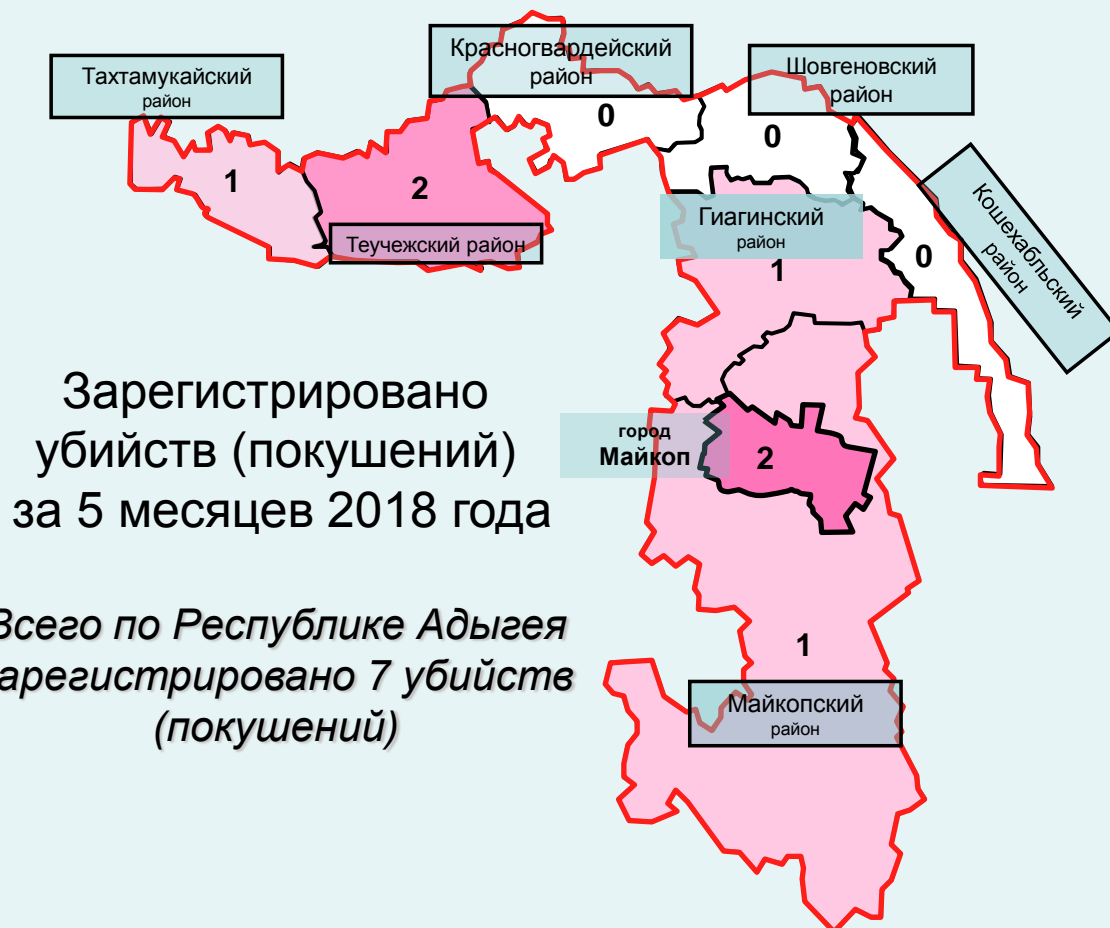 Красногвардейский
район
Тахтамукайский
район
Шовгеновский
район
0
0
1
2
Гиагинский
район
Кошехабльский
район
Теучежский район
0
1
Зарегистрировано
убийств (покушений)
за 5 месяцев 2018 года
город
Майкоп
2
Всего по Республике Адыгея
арегистрировано 7 убийств
(покушений)
1
Майкопский
район